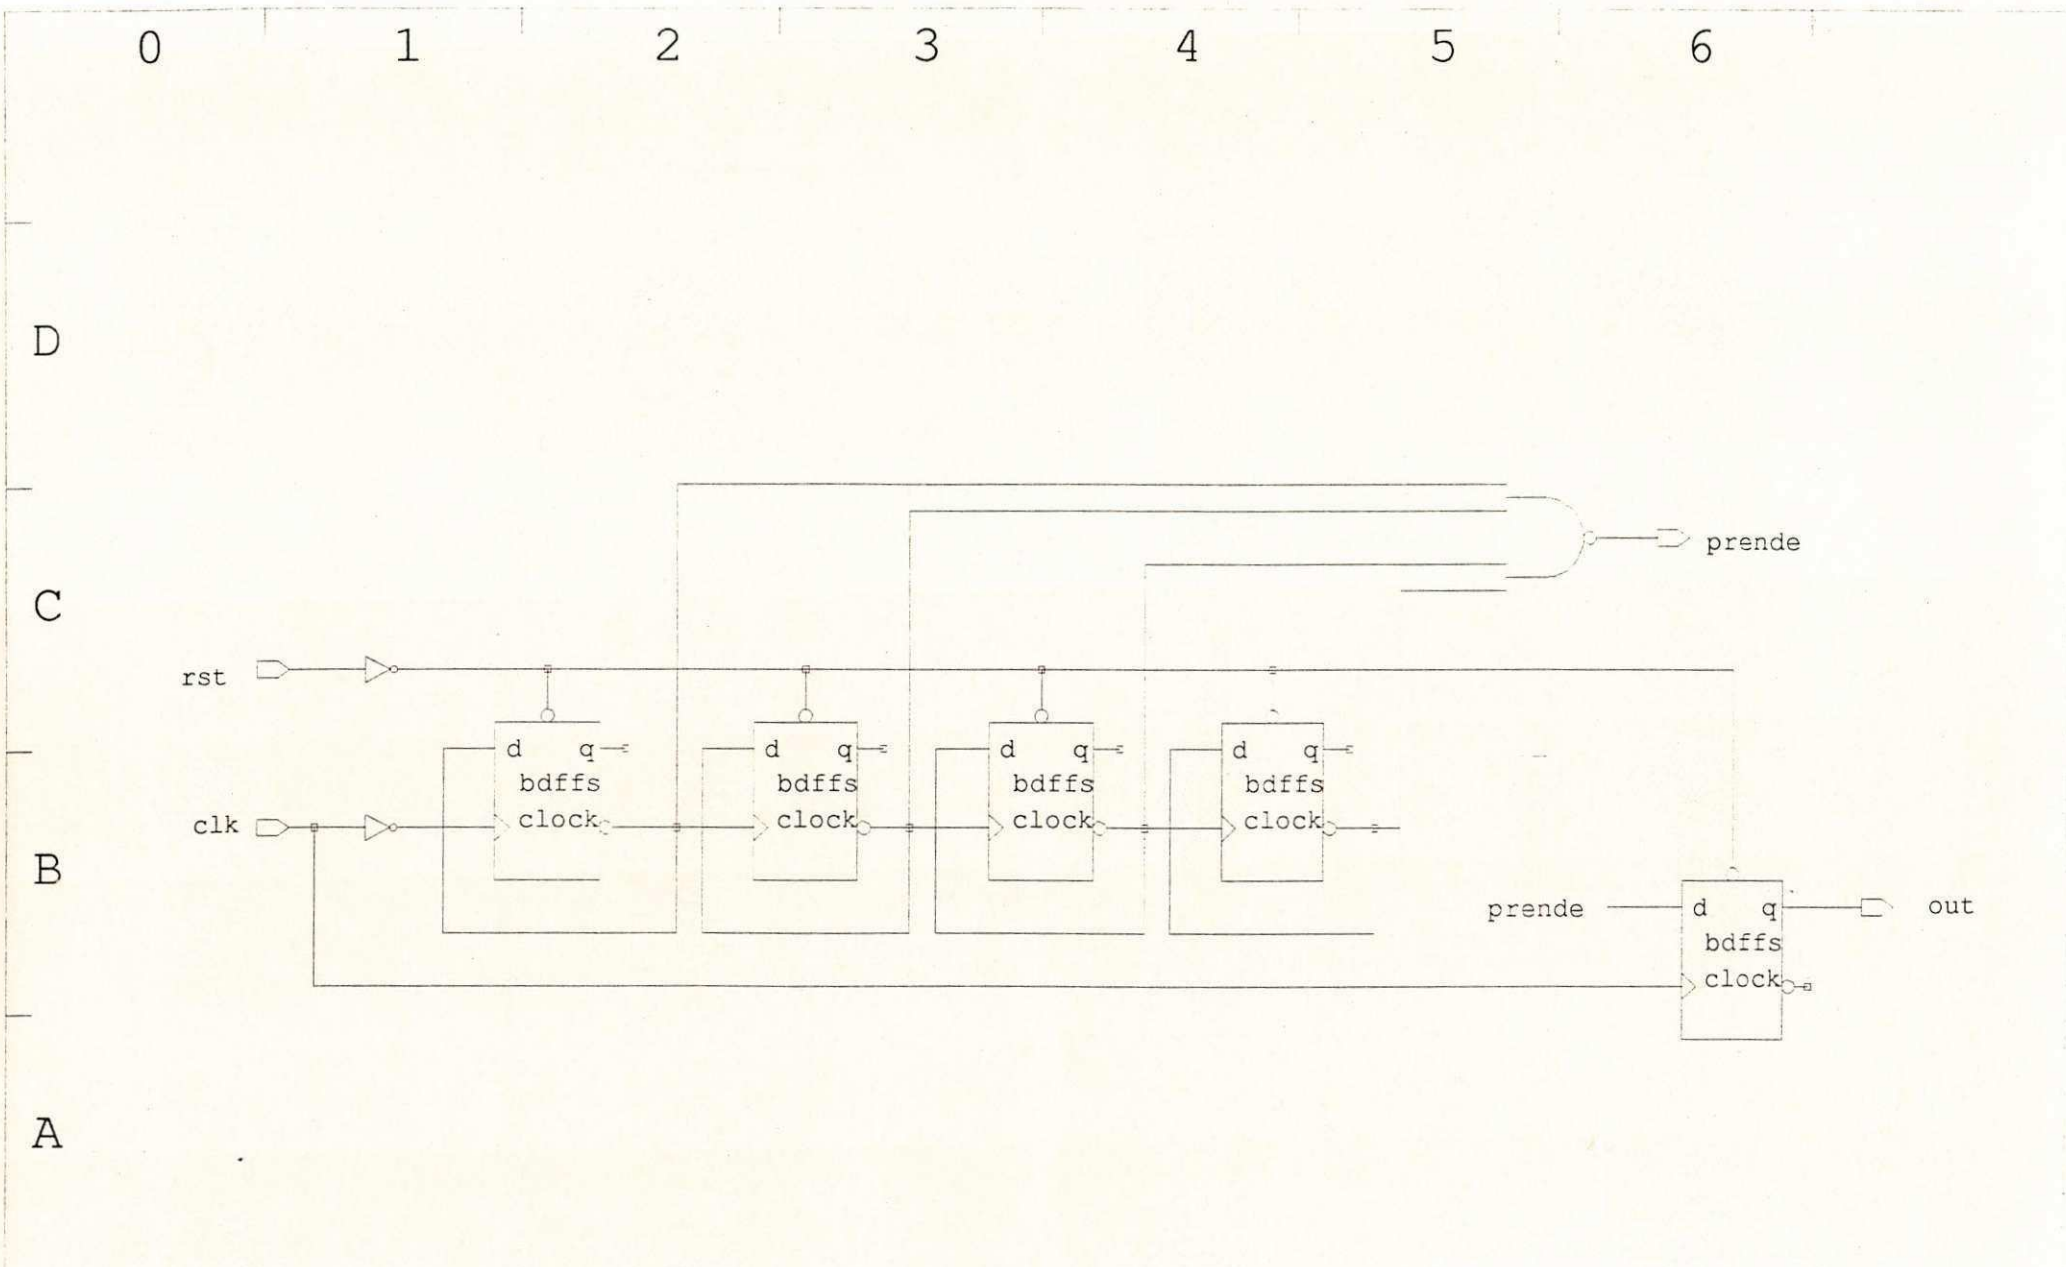 0 1 2 3 4 5 6
D
C
B
A
prende
rst
d q d q d q d q
bdffs bdffs bdffs bdffs
clk clock clock clock clock
prende d q out
bdffs
clock